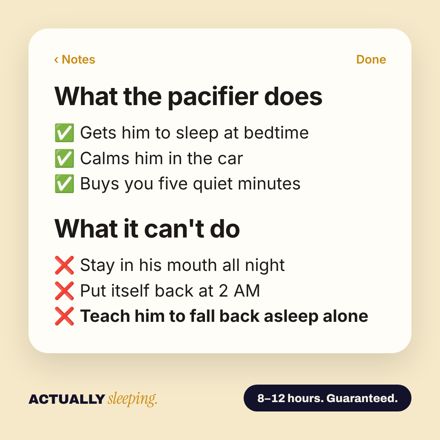 ‹ Notes Done
What the pacifier does
✅ Gets him to sleep at bedtime
✅ Calms him in the car
✅ Buys you five quiet minutes
What it can't do
❌ Stay in his mouth all night
❌ Put itself back at 2 AM
❌ Teach him to fall back asleep alone
ACTUALLY sleeping. 8–12 hours. Guaranteed.